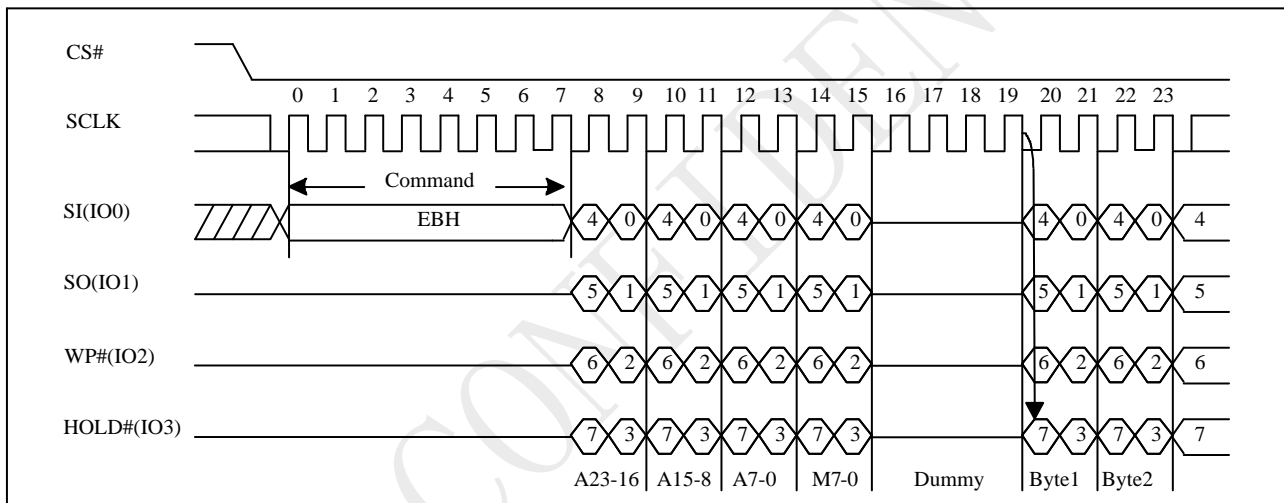 CS#
0 1 2 3 4 5 6 7 8 9 10 11 12 13 14 15 16 17 18 19 20 21 22 23
SCLK
Command
SI(IO0) EBH 4 0 4 0 4 0 4 0 4 0 4 0 4
SO(IO1) 5 1 5 1 5 1 5 1 5 1 5 1 5
WP#(IO2) 6 2 6 2 6 2 6 2 6 2 6 2 6
HOLD#(IO3) 7 3 7 3 7 3 7 3 7 3 7 3 7
A23-16 A15-8 A7-0 M7-0 Dummy Byte1 Byte2
CONFIDEN